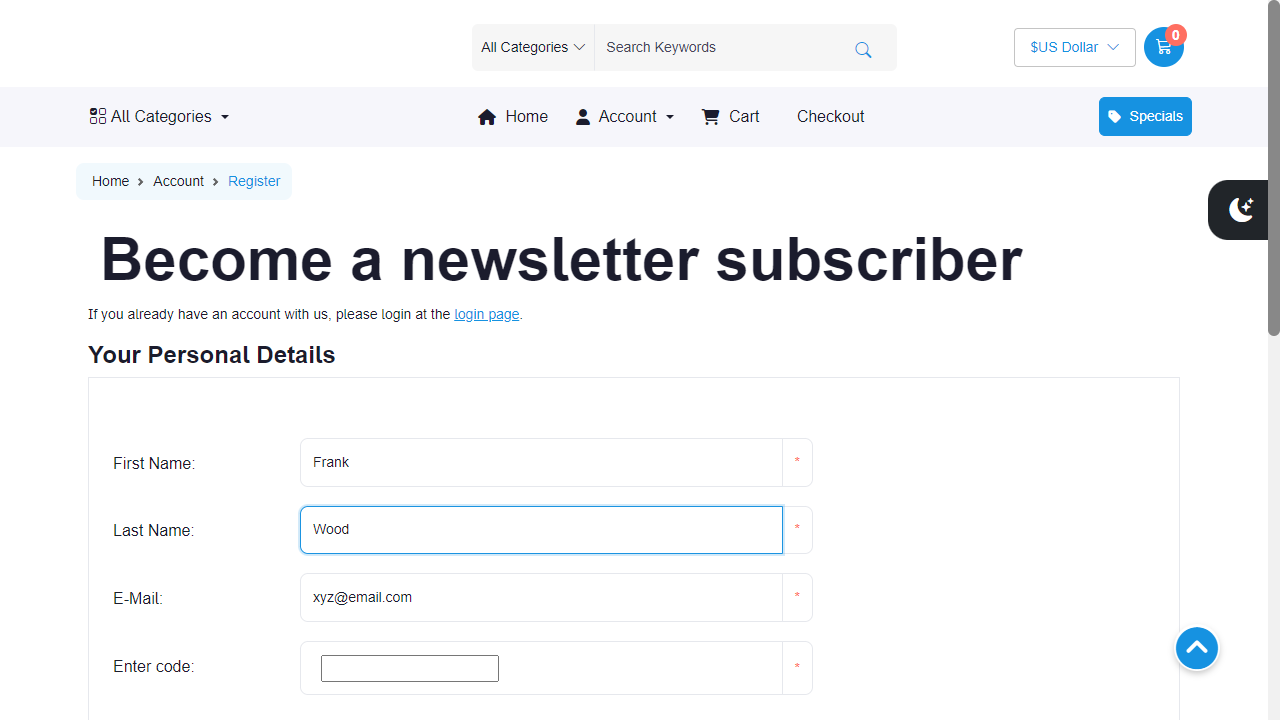 All Categories
Search Keywords
$US Dollar
0
All Categories
Home
Account
Cart
Checkout
Specials
Home
Account
Register
Become a newsletter subscriber
If you already have an account with us, please login at the login page.
Your Personal Details
First Name:
Frank
*
Last Name:
Wood
*
E-Mail:
xyz@email.com
*
Enter code:
*